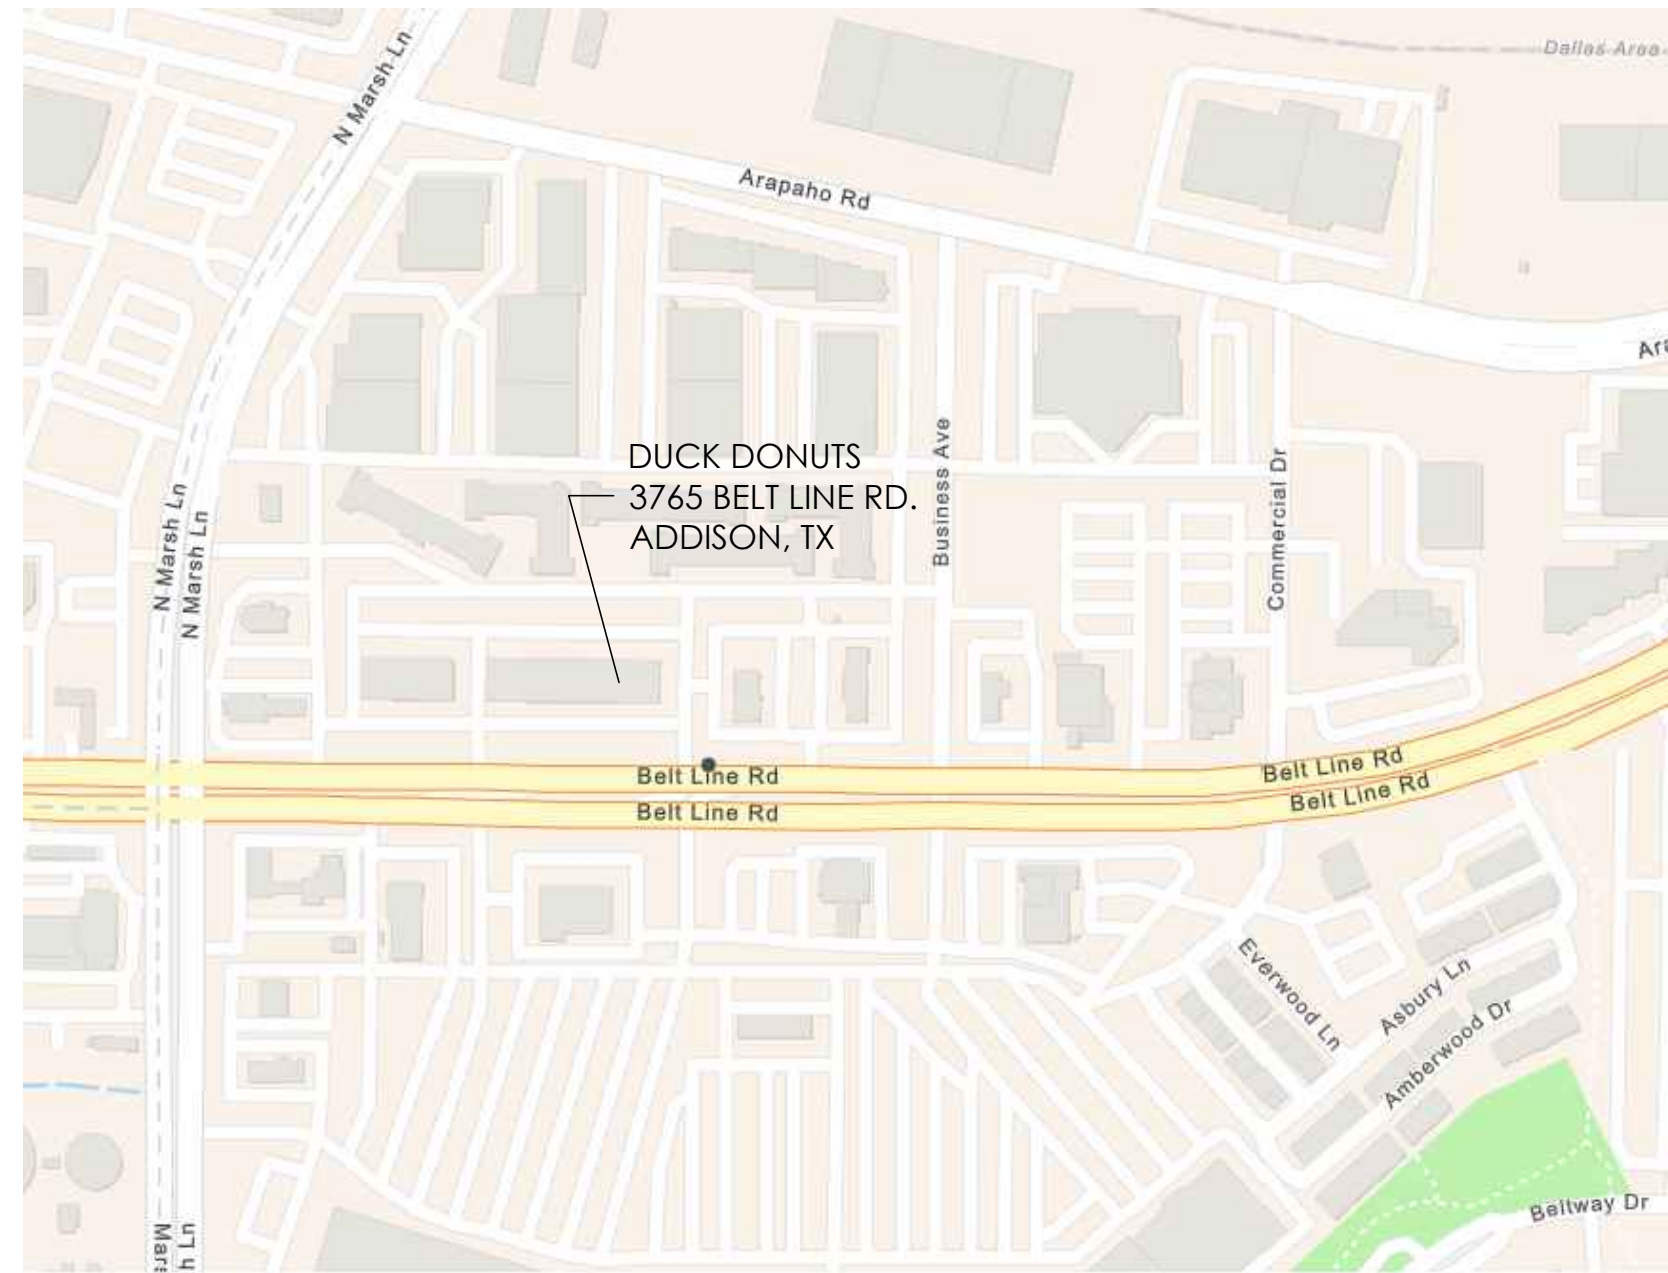 N Marsh Ln
Dallas Area
Arapaho Rd
DUCK DONUTS
3765 BELT LINE RD.
ADDISON, TX
Business Ave
Commercial Dr
N Marsh Ln
N Marsh Ln
Belt Line Rd
Belt Line Rd
Belt Line Rd
Belt Line Rd
Everwood Ln
Asbury Ln
Amberwood Dr
Beltway Dr